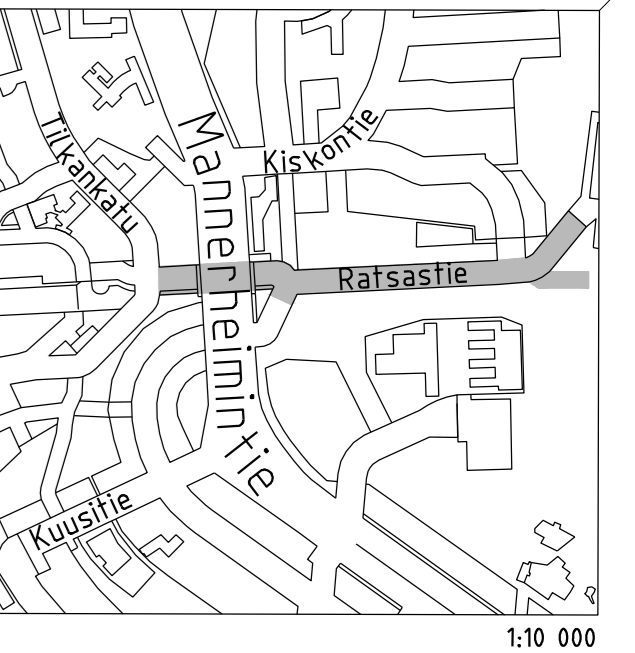 Tilkankatu
Mannerheimintie
Kiskontie
Ratsastie
Kuusitie
1:10 000